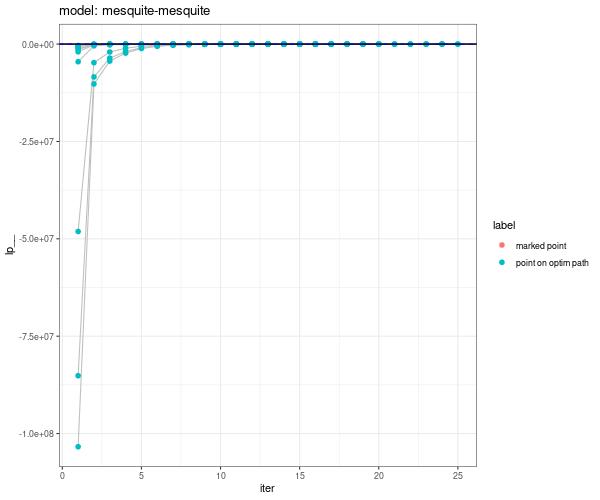 model: mesquite-mesquite
0.0e+00
-2.5e+07
-5.0e+07
-7.5e+07
-1.0e+08
lp__
0 5 10 15 20 25
iter
label
marked point
point on optim path